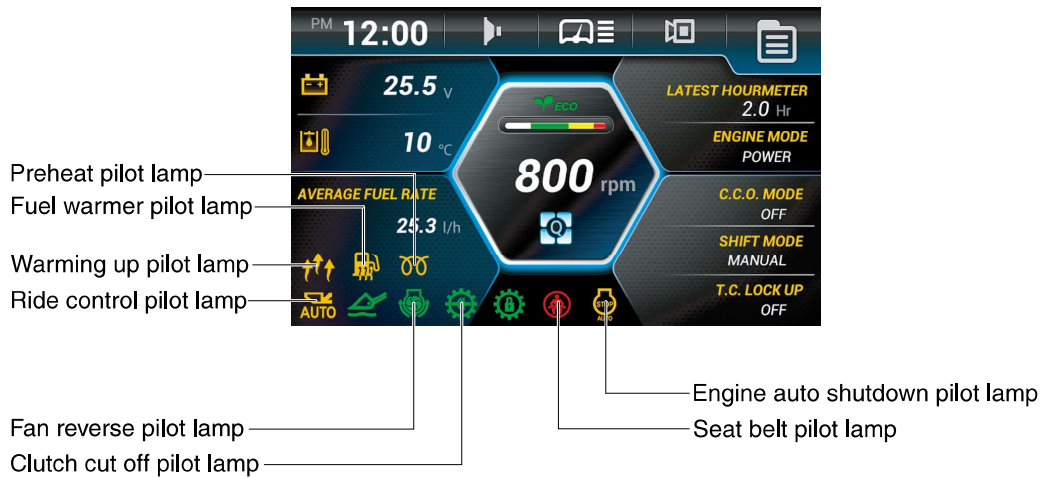 PM 12:00
25.5 V
10 °C
AVERAGE FUEL RATE
25.3 l/h
AUTO
ECO
800 rpm
Q
STOP
AUTO
LATEST HOURMETER
2.0 Hr
ENGINE MODE
POWER
C.C.O. MODE
OFF
SHIFT MODE
MANUAL
T.C. LOCK UP
OFF
Preheat pilot lamp
Fuel warmer pilot lamp
Warming up pilot lamp
Ride control pilot lamp
Fan reverse pilot lamp
Clutch cut off pilot lamp
Engine auto shutdown pilot lamp
Seat belt pilot lamp